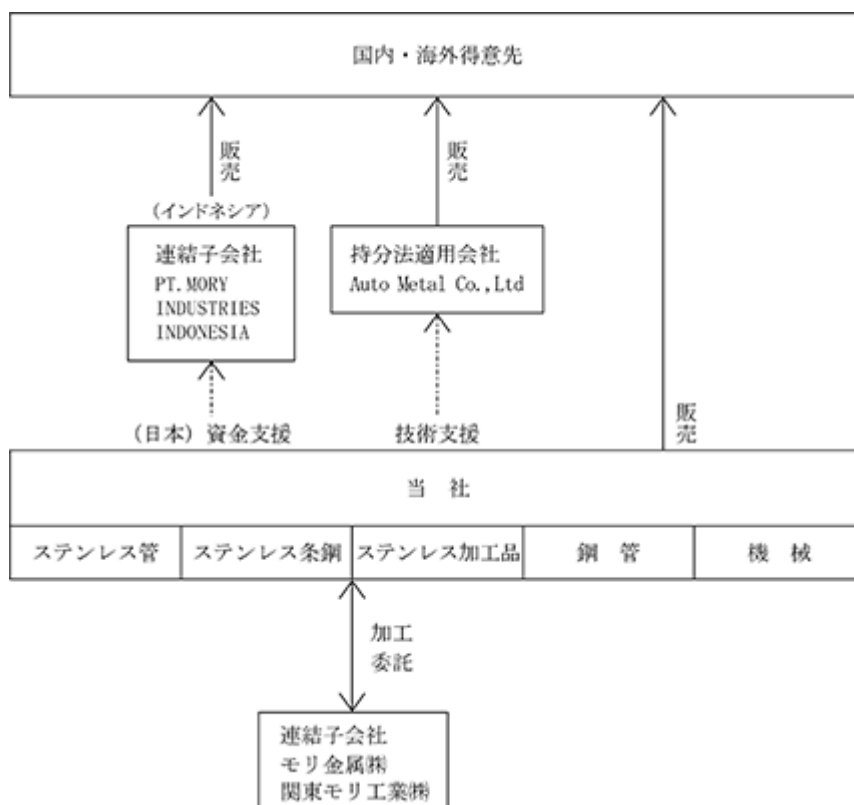 国内・海外得意先
販売
販売
販売
(インドネシア)
連結子会社
PT.MORY
INDUSTRIES
INDONESIA
持分法適用会社
Auto Metal Co.,Ltd
(日本) 資金支援
技術支援
当 社
ステンレス管
ステンレス条鋼
ステンレス加工品
鋼 管
機 械
加工
委託
連結子会社
モリ金属㈱
関東モリ工業㈱